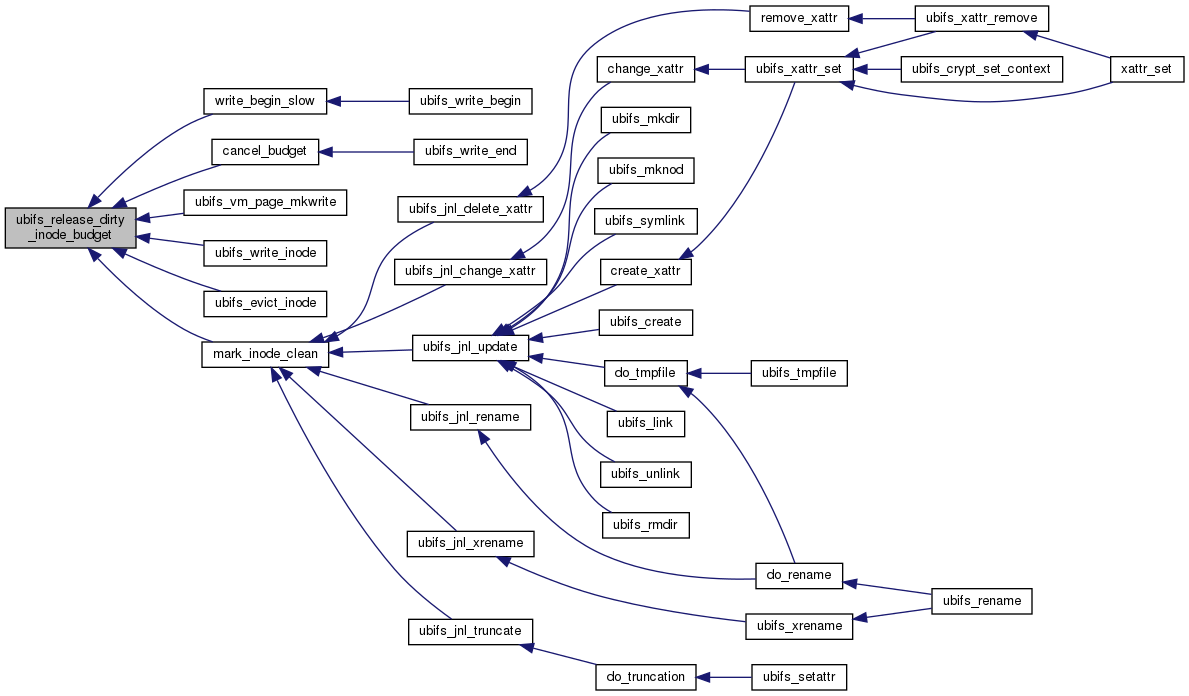 remove_xattr
ubifs_xattr_remove
change_xattr
ubifs_xattr_set
ubifs_crypt_set_context
xattr_set
write_begin_slow
ubifs_write_begin
ubifs_mkdir
cancel_budget
ubifs_write_end
ubifs_mknod
ubifs_vm_page_mkwrite
ubifs_jnl_delete_xattr
ubifs_symlink
ubifs_release_dirty
_inode_budget
ubifs_write_inode
ubifs_jnl_change_xattr
create_xattr
ubifs_evict_inode
ubifs_create
mark_inode_clean
ubifs_jnl_update
do_tmpfile
ubifs_tmpfile
ubifs_jnl_rename
ubifs_link
ubifs_unlink
ubifs_rmdir
ubifs_jnl_xrename
do_rename
ubifs_rename
ubifs_jnl_truncate
ubifs_xrename
do_truncation
ubifs_setattr